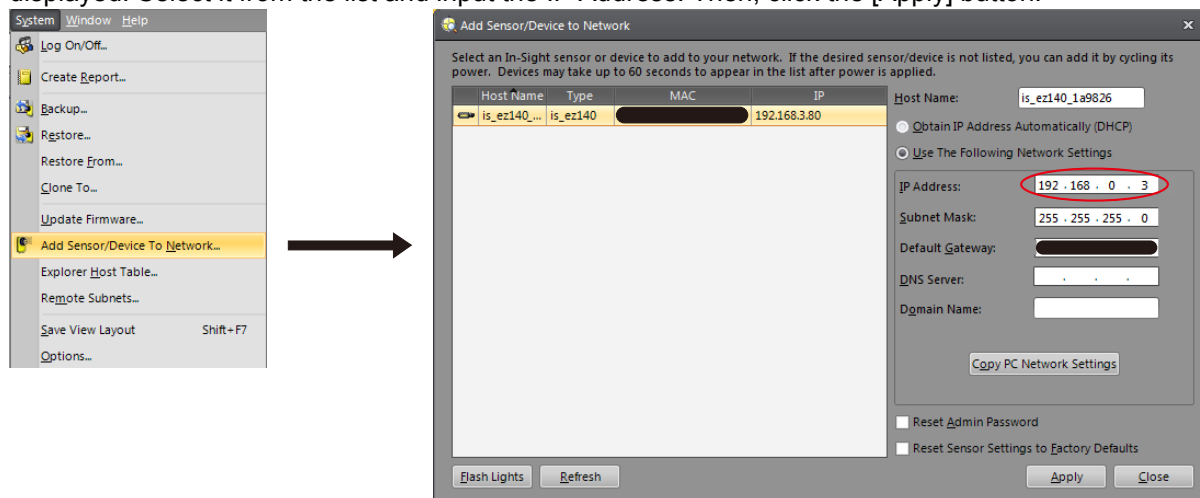 displayed. Select it from the list and input the IP Address. Then, click the [Apply] button.
System Window Help
Log On/Off...
Create Report...
Backup...
Restore...
Restore From...
Clone To...
Update Firmware...
Add Sensor/Device To Network...
Explorer Host Table...
Remote Subnets...
Save View Layout Shift+F7
Options...
Add Sensor/Device to Network x
Select an In-Sight sensor or device to add to your network. If the desired sensor/device is not listed, you can add it by cycling its
power. Devices may take up to 60 seconds to appear in the list after power is applied.
Host Name Type MAC IP
is_ez140_... is_ez140 192.168.3.80
Host Name: is_ez140_1a9826
Obtain IP Address Automatically (DHCP)
Use The Following Network Settings
IP Address: 192 . 168 . 0 . 3
Subnet Mask: 255 . 255 . 255 . 0
Default Gateway:
DNS Server: . . .
Domain Name:
Copy PC Network Settings
Reset Admin Password
Reset Sensor Settings to Factory Defaults
Flash Lights Refresh Apply Close